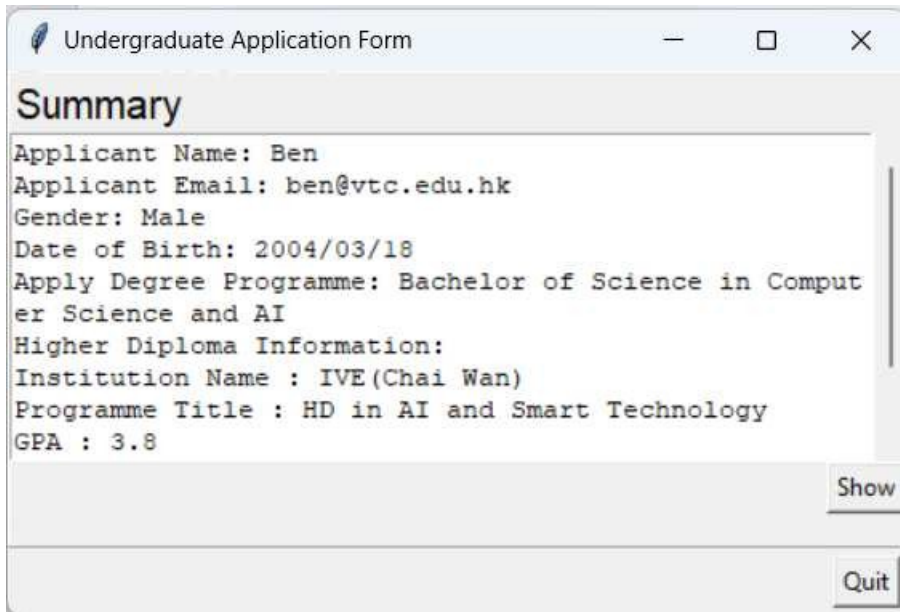 Undergraduate Application Form
Summary
Applicant Name: Ben
Applicant Email: ben@vtc.edu.hk
Gender: Male
Date of Birth: 2004/03/18
Apply Degree Programme: Bachelor of Science in Comput
er Science and AI
Higher Diploma Information:
Institution Name : IVE(Chai Wan)
Programme Title : HD in AI and Smart Technology
GPA : 3.8
Show
Quit